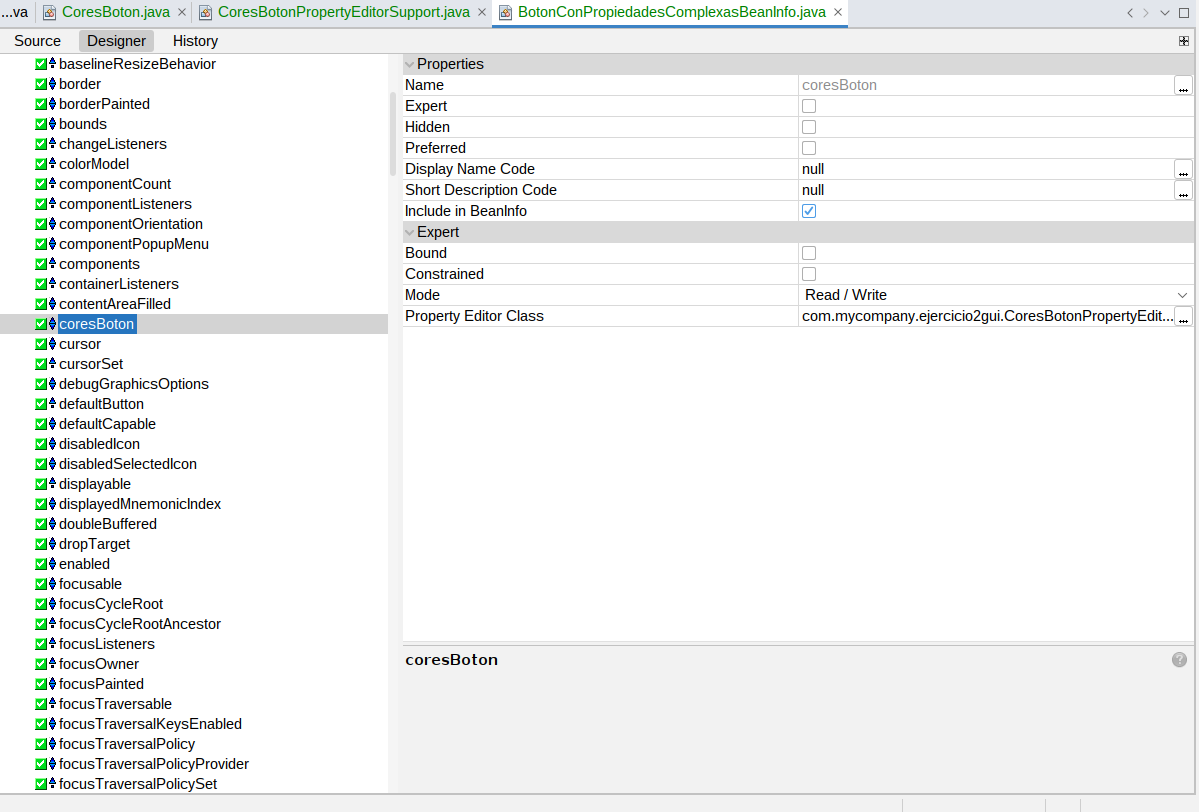 ...va CoresBoton.java × CoresBotonPropertyEditorSupport.java × BotonConPropiedadesComplexasBeanInfo.java ×
Source Designer History
baselineResizeBehavior
border
borderPainted
bounds
changeListeners
colorModel
componentCount
componentListeners
componentOrientation
componentPopupMenu
components
containerListeners
contentAreaFilled
coresBoton
cursor
cursorSet
debugGraphicsOptions
defaultButton
defaultCapable
disabledIcon
disabledSelectedIcon
displayable
displayedMnemonicIndex
doubleBuffered
dropTarget
enabled
focusable
focusCycleRoot
focusCycleRootAncestor
focusListeners
focusOwner
focusPainted
focusTraversable
focusTraversalKeysEnabled
focusTraversalPolicy
focusTraversalPolicyProvider
focusTraversalPolicySet
Properties
Name coresBoton ...
Expert
Hidden
Preferred
Display Name Code null ...
Short Description Code null ...
Include in BeanInfo
Expert
Bound
Constrained
Mode Read / Write
Property Editor Class com.mycompany.ejercicio2gui.CoresBotonPropertyEdit... ...
coresBoton ?